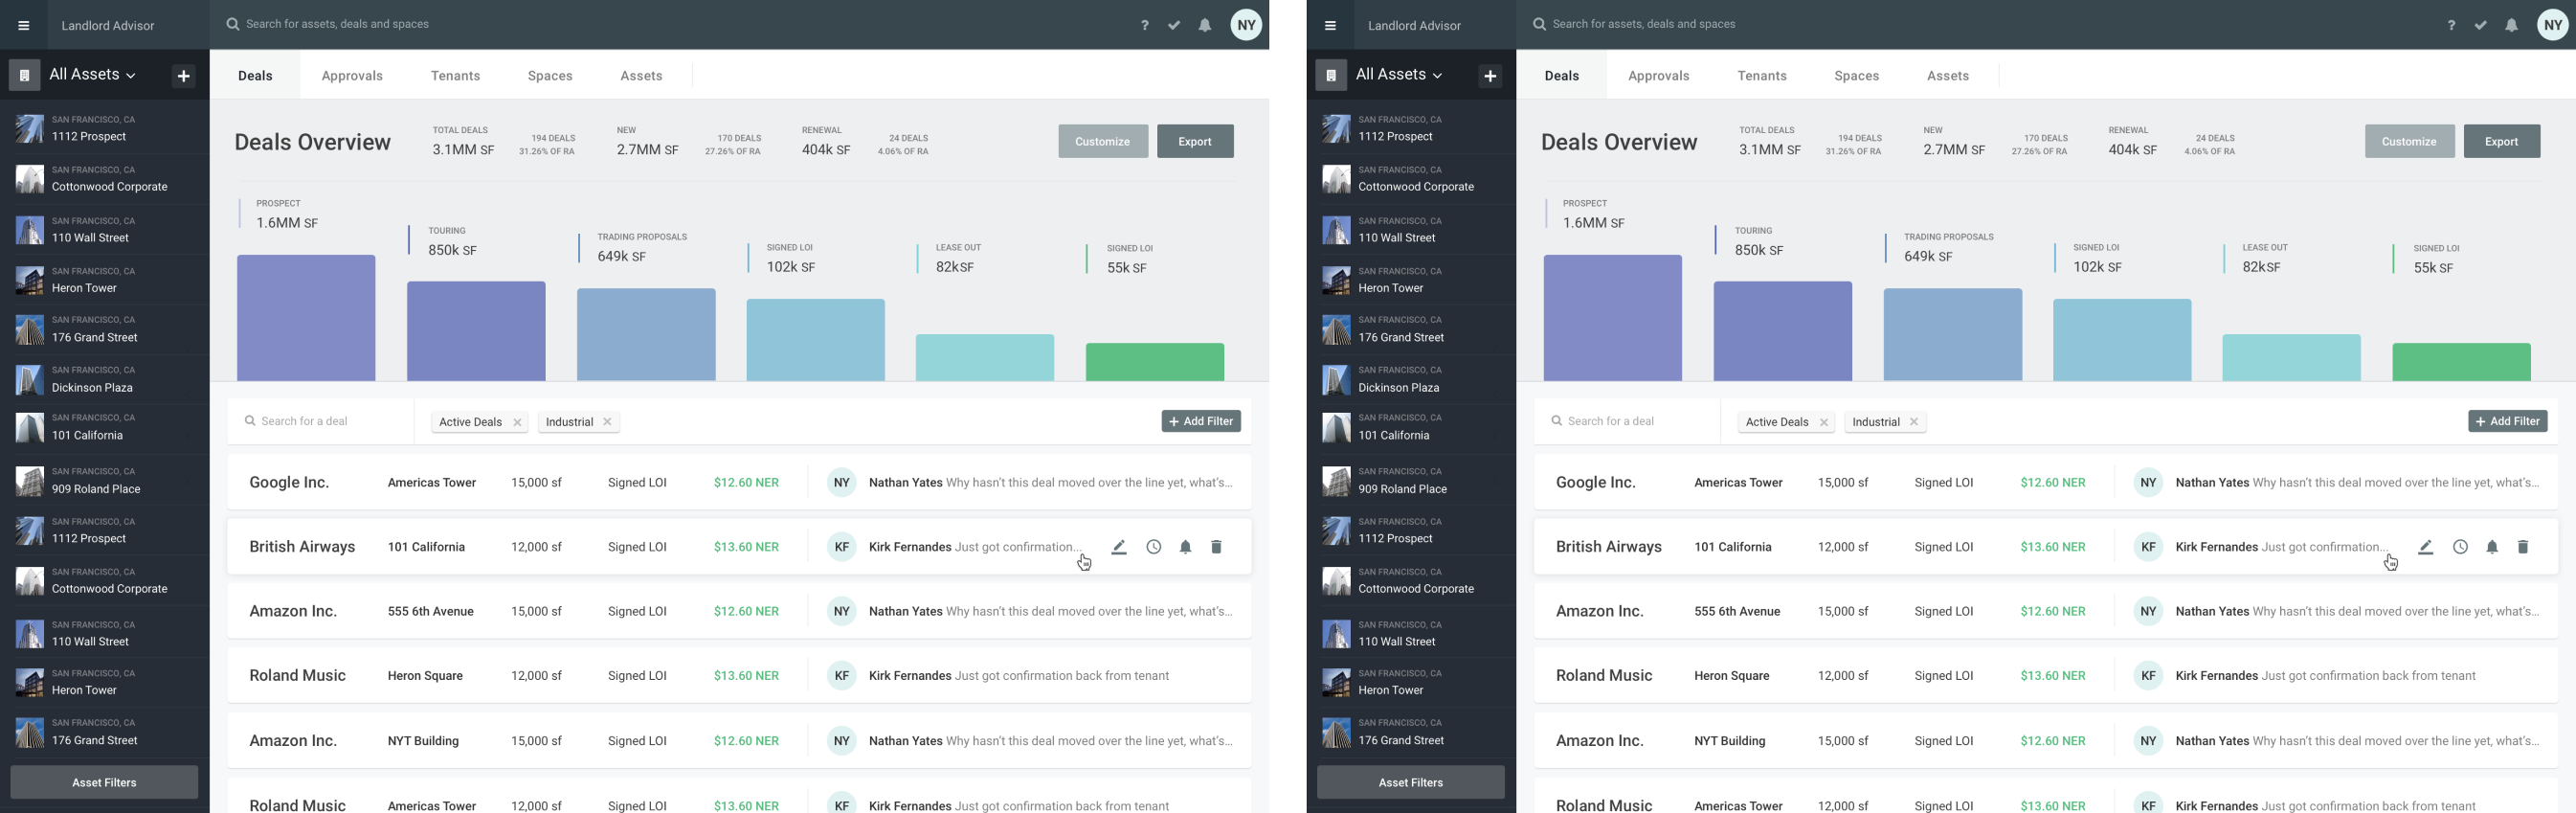 Landlord Advisor
Search for assets, deals and spaces
? NY
All Assets
Deals Approvals Tenants Spaces Assets
SAN FRANCISCO, CA
1112 Prospect
SAN FRANCISCO, CA
Cottonwood Corporate
SAN FRANCISCO, CA
110 Wall Street
SAN FRANCISCO, CA
Heron Tower
SAN FRANCISCO, CA
176 Grand Street
SAN FRANCISCO, CA
Dickinson Plaza
SAN FRANCISCO, CA
101 California
SAN FRANCISCO, CA
909 Roland Place
SAN FRANCISCO, CA
1112 Prospect
SAN FRANCISCO, CA
Cottonwood Corporate
SAN FRANCISCO, CA
110 Wall Street
SAN FRANCISCO, CA
Heron Tower
SAN FRANCISCO, CA
176 Grand Street
Asset Filters
Deals Overview
TOTAL DEALS
3.1MM SF
194 DEALS
31.26% OF RA
NEW
2.7MM SF
170 DEALS
27.26% OF RA
RENEWAL
404k SF
24 DEALS
4.06% OF RA
Customize Export
PROSPECT
1.6MM SF
TOURING
850k SF
TRADING PROPOSALS
649k SF
SIGNED LOI
102k SF
LEASE OUT
82kSF
SIGNED LOI
55k SF
Search for a deal Active Deals × Industrial × + Add Filter
Google Inc. Americas Tower 15,000 sf Signed LOI $12.60 NER NY Nathan Yates Why hasn't this deal moved over the line yet, what's...
British Airways 101 California 12,000 sf Signed LOI $13.60 NER KF Kirk Fernandes Just got confirmation...
Amazon Inc. 555 6th Avenue 15,000 sf Signed LOI $12.60 NER NY Nathan Yates Why hasn't this deal moved over the line yet, what's...
Roland Music Heron Square 12,000 sf Signed LOI $13.60 NER KF Kirk Fernandes Just got confirmation back from tenant
Amazon Inc. NYT Building 15,000 sf Signed LOI $12.60 NER NY Nathan Yates Why hasn't this deal moved over the line yet, what's...
Roland Music Americas Tower 12,000 sf Signed LOI $13.60 NER KF Kirk Fernandes Just got confirmation back from tenant
Landlord Advisor
Search for assets, deals and spaces
? NY
All Assets
Deals Approvals Tenants Spaces Assets
SAN FRANCISCO, CA
1112 Prospect
SAN FRANCISCO, CA
Cottonwood Corporate
SAN FRANCISCO, CA
110 Wall Street
SAN FRANCISCO, CA
Heron Tower
SAN FRANCISCO, CA
176 Grand Street
SAN FRANCISCO, CA
Dickinson Plaza
SAN FRANCISCO, CA
101 California
SAN FRANCISCO, CA
909 Roland Place
SAN FRANCISCO, CA
1112 Prospect
SAN FRANCISCO, CA
Cottonwood Corporate
SAN FRANCISCO, CA
110 Wall Street
SAN FRANCISCO, CA
Heron Tower
SAN FRANCISCO, CA
176 Grand Street
Asset Filters
Deals Overview
TOTAL DEALS
3.1MM SF
194 DEALS
31.26% OF RA
NEW
2.7MM SF
170 DEALS
27.26% OF RA
RENEWAL
404k SF
24 DEALS
4.06% OF RA
Customize Export
PROSPECT
1.6MM SF
TOURING
850k SF
TRADING PROPOSALS
649k SF
SIGNED LOI
102k SF
LEASE OUT
82kSF
SIGNED LOI
55k SF
Search for a deal Active Deals × Industrial × + Add Filter
Google Inc. Americas Tower 15,000 sf Signed LOI $12.60 NER NY Nathan Yates Why hasn't this deal moved over the line yet, what's...
British Airways 101 California 12,000 sf Signed LOI $13.60 NER KF Kirk Fernandes Just got confirmation...
Amazon Inc. 555 6th Avenue 15,000 sf Signed LOI $12.60 NER NY Nathan Yates Why hasn't this deal moved over the line yet, what's...
Roland Music Heron Square 12,000 sf Signed LOI $13.60 NER KF Kirk Fernandes Just got confirmation back from tenant
Amazon Inc. NYT Building 15,000 sf Signed LOI $12.60 NER NY Nathan Yates Why hasn't this deal moved over the line yet, what's...
Roland Music Americas Tower 12,000 sf Signed LOI $13.60 NER KF Kirk Fernandes Just got confirmation back from tenant